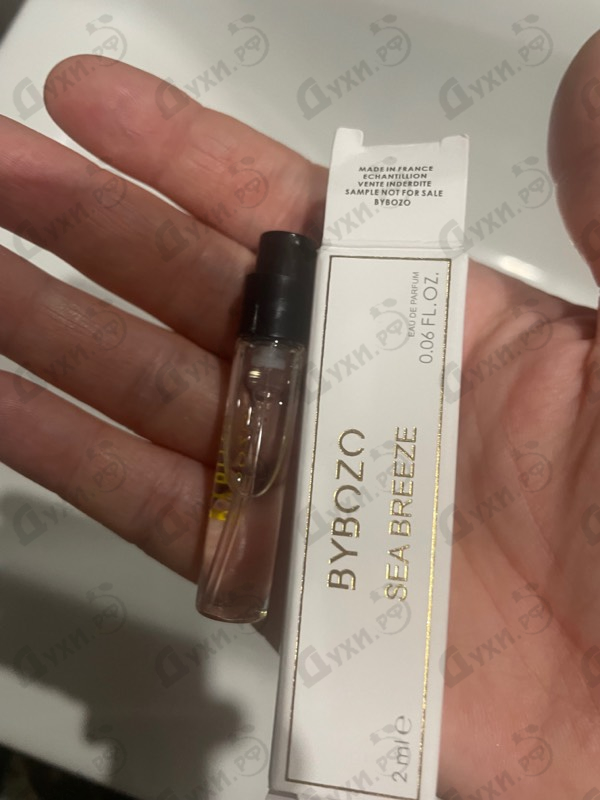 MADE IN FRANCE
ECHANTILLION
VENTE INDERDITE
SAMPLE NOT FOR SALE
BYBOZO
EAU DE PARFUM
0.06 FL.OZ.
BYBOZO
SEA BREEZE
2 ml e
Духи.РФ